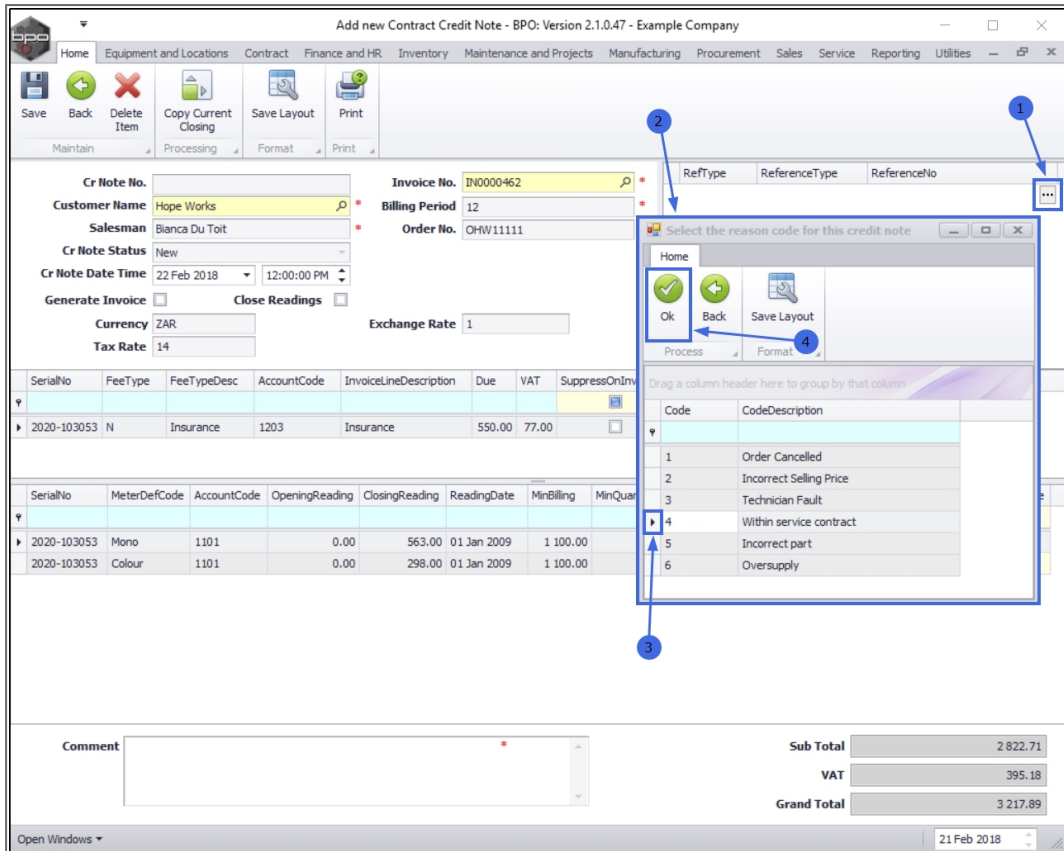 Add new Contract Credit Note - BPO: Version 2.1.0.47 - Example Company
bpo
Home Equipment and Locations Contract Finance and HR Inventory Maintenance and Projects Manufacturing Procurement Sales Service Reporting Utilities
Save Back Delete Item Copy Current Closing Save Layout Print
Maintain Processing Format Print
1
2
Cr Note No.
Invoice No. IN0000462 *
RefType ReferenceType ReferenceNo
...
Customer Name Hope Works *
Billing Period 12 *
Salesman Bianca Du Toit *
Order No. OHW11111
Cr Note Status New
Cr Note Date Time 22 Feb 2018 12:00:00 PM
Generate Invoice Close Readings
Currency ZAR
Exchange Rate 1
Tax Rate 14
Select the reason code for this credit note
Home
Ok Back Save Layout
4
Process Format
Drag a column header here to group by that column
Code CodeDescription
1 Order Cancelled
2 Incorrect Selling Price
3 Technician Fault
4 Within service contract
5 Incorrect part
6 Oversupply
3
SerialNo FeeType FeeTypeDesc AccountCode InvoiceLineDescription Due VAT SuppressOnInv
2020-103053 N Insurance 1203 Insurance 550.00 77.00
SerialNo MeterDefCode AccountCode OpeningReading ClosingReading ReadingDate MinBilling MinQuan
2020-103053 Mono 1101 0.00 563.00 01 Jan 2009 1 100.00
2020-103053 Colour 1101 0.00 298.00 01 Jan 2009 1 100.00
Comment *
Sub Total 2 822.71
VAT 395.18
Grand Total 3 217.89
Open Windows
21 Feb 2018